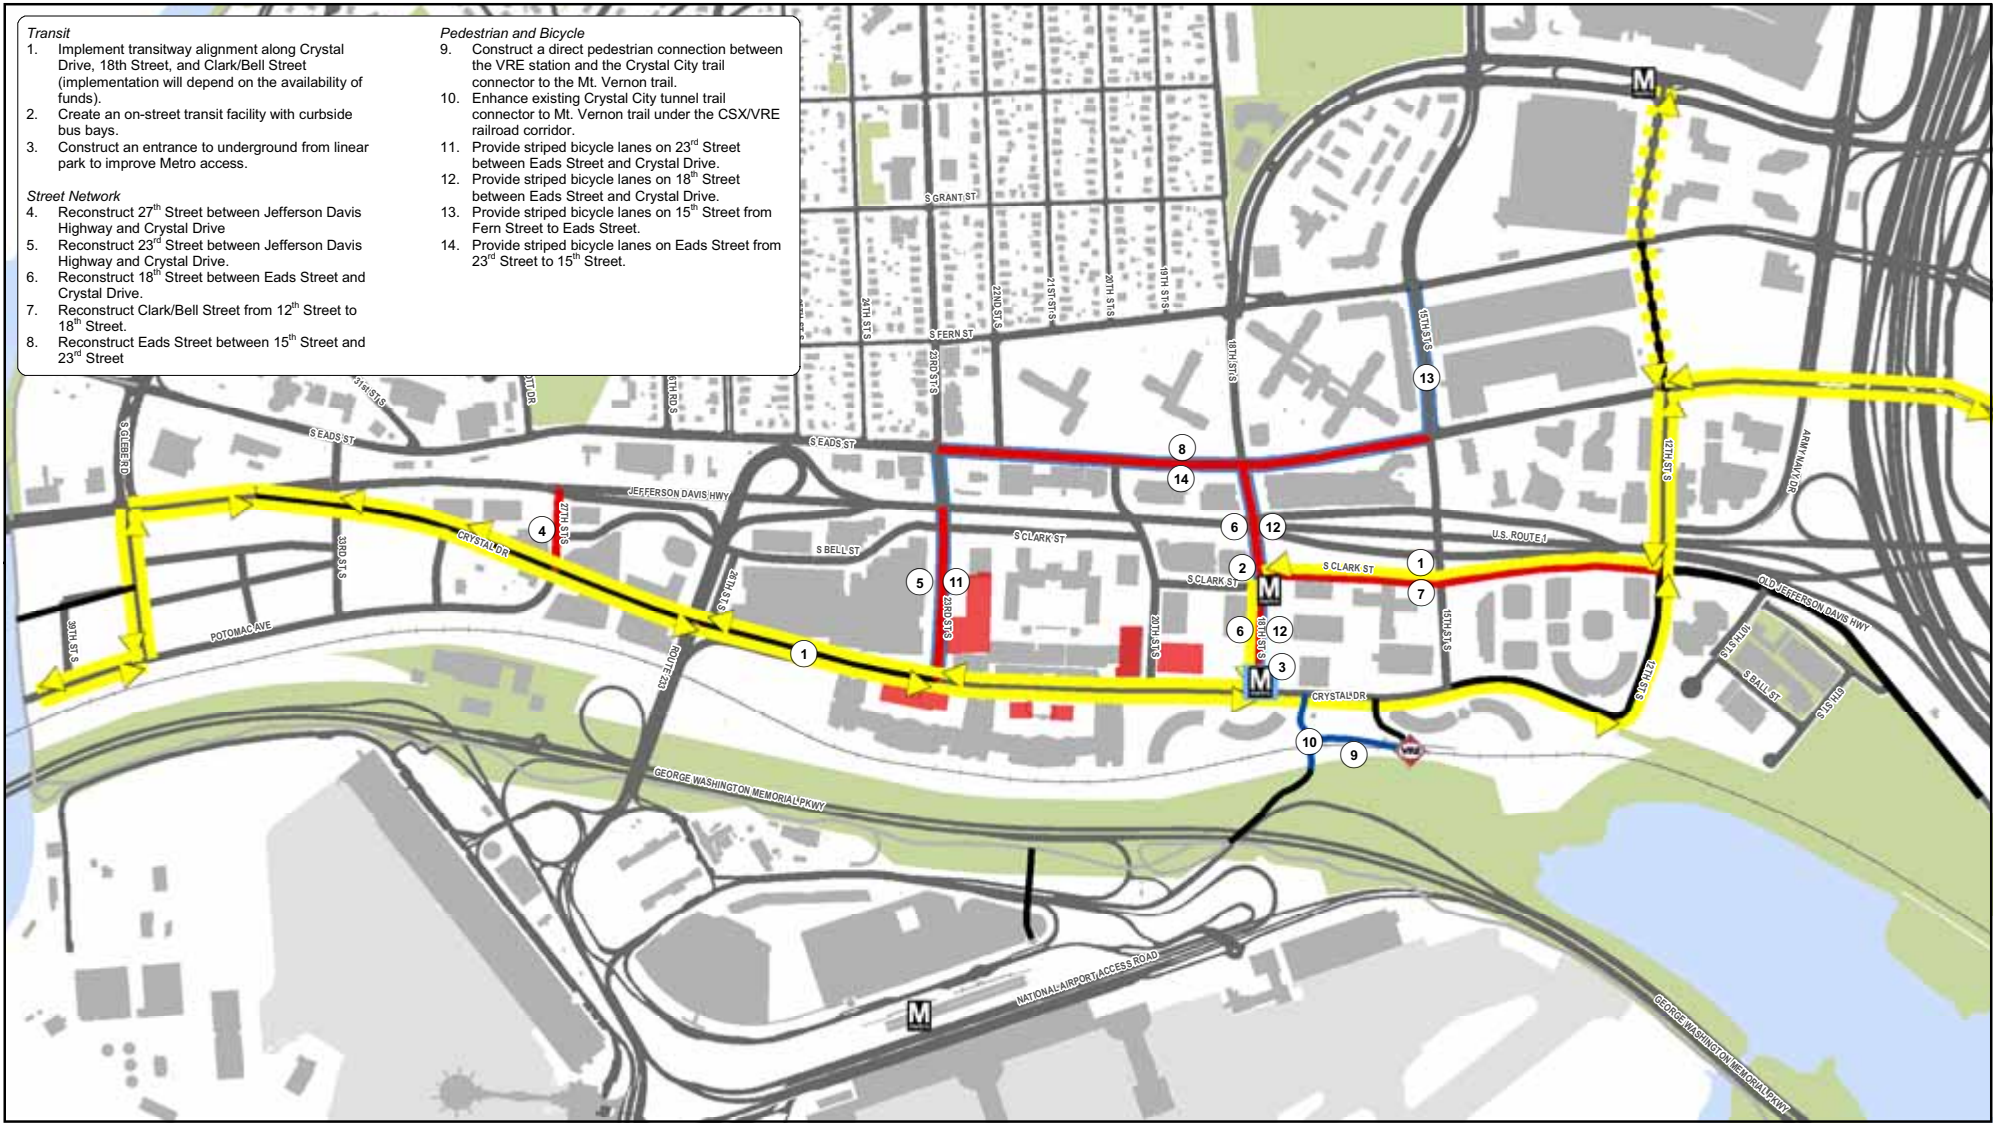 Transit
1. Implement transitway alignment along Crystal
Drive, 18th Street, and Clark/Bell Street
(implementation will depend on the availability of
funds).
2. Create an on-street transit facility with curbside
bus bays.
3. Construct an entrance to underground from linear
park to improve Metro access.
Street Network
4. Reconstruct 27th Street between Jefferson Davis
Highway and Crystal Drive
5. Reconstruct 23rd Street between Jefferson Davis
Highway and Crystal Drive.
6. Reconstruct 18th Street between Eads Street and
Crystal Drive.
7. Reconstruct Clark/Bell Street from 12th Street to
18th Street.
8. Reconstruct Eads Street between 15th Street and
23rd Street
Pedestrian and Bicycle
9. Construct a direct pedestrian connection between
the VRE station and the Crystal City trail
connector to the Mt. Vernon trail.
10. Enhance existing Crystal City tunnel trail
connector to Mt. Vernon trail under the CSX/VRE
railroad corridor.
11. Provide striped bicycle lanes on 23rd Street
between Eads Street and Crystal Drive.
12. Provide striped bicycle lanes on 18th Street
between Eads Street and Crystal Drive.
13. Provide striped bicycle lanes on 15th Street from
Fern Street to Eads Street.
14. Provide striped bicycle lanes on Eads Street from
23rd Street to 15th Street.
M
S GRANT ST
24TH ST S
22ND ST S
21ST ST S
20TH ST S
19TH ST S
S FERN ST
23RD ST S
18TH ST S
15TH ST S
13
31st ST S
S GLEBE RD
S EADS ST
S EADS ST
8
14
12TH ST S
ARMY NAVY DR
JEFFERSON DAVIS HWY
27TH ST S
4
CRYSTAL DR
33RD ST S
S BELL ST
S CLARK ST
6
12
U.S. ROUTE 1
2
S CLARK ST
1
S CLARK ST
7
M
5
11
23RD ST S
26TH ST S
20TH ST S
6
12
18TH ST S
15TH ST S
OLD JEFFERSON DAVIS HWY
10TH ST S
S BALL ST
6TH ST S
12TH ST S
39TH ST S
POTOMAC AVE
ROUTE 233
1
3
M
CRYSTAL DR
10
9
VRE
GEORGE WASHINGTON MEMORIAL PKWY
NATIONAL AIRPORT ACCESS ROAD
M
GEORGE WASHINGTON MEMORIAL PKWY